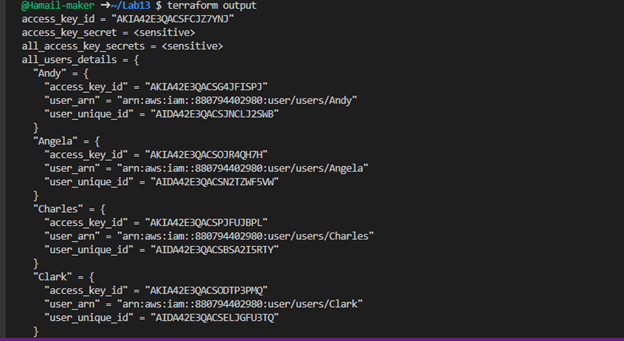 @Hamail-maker ➜~/Lab13 $ terraform output
access_key_id = "AKIA42E3QACSFCJZ7YNJ"
access_key_secret = <sensitive>
all_access_key_secrets = <sensitive>
all_users_details = {
  "Andy" = {
    "access_key_id" = "AKIA42E3QACSG4JFISPJ"
    "user_arn" = "arn:aws:iam::880794402980:user/users/Andy"
    "user_unique_id" = "AIDA42E3QACSJNCLJ2SWB"
  }
  "Angela" = {
    "access_key_id" = "AKIA42E3QACSOJR4QH7H"
    "user_arn" = "arn:aws:iam::880794402980:user/users/Angela"
    "user_unique_id" = "AIDA42E3QACSN2TZWF5VW"
  }
  "Charles" = {
    "access_key_id" = "AKIA42E3QACSPJFUJBPL"
    "user_arn" = "arn:aws:iam::880794402980:user/users/Charles"
    "user_unique_id" = "AIDA42E3QACSBSA2I5RTY"
  }
  "Clark" = {
    "access_key_id" = "AKIA42E3QACSODTP3PMQ"
    "user_arn" = "arn:aws:iam::880794402980:user/users/Clark"
    "user_unique_id" = "AIDA42E3QACSELJGFU3TQ"
  }